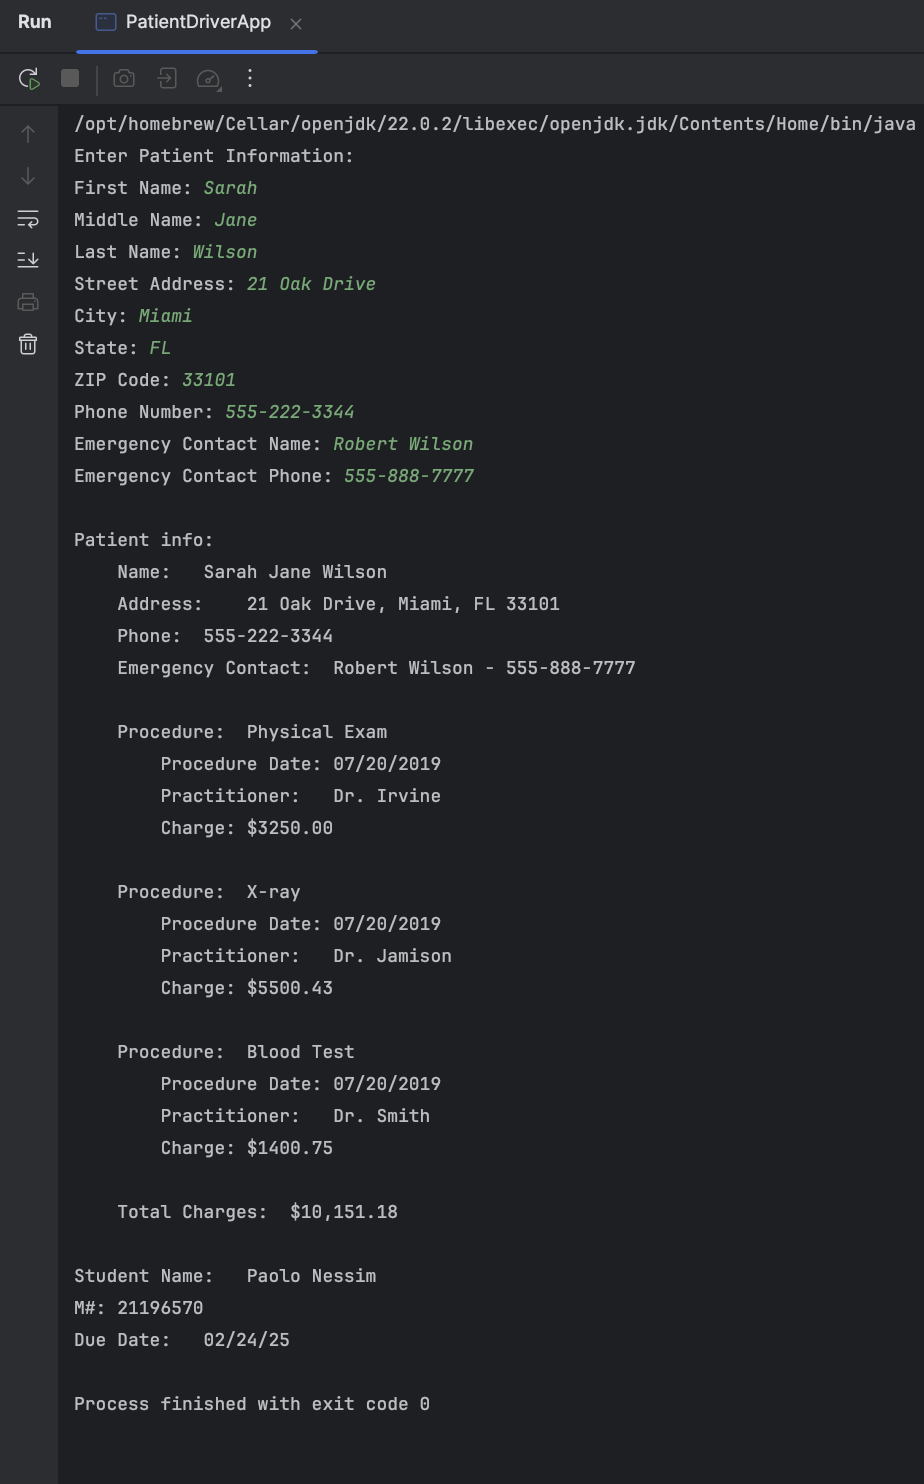 Run PatientDriverApp
/opt/homebrew/Cellar/openjdk/22.0.2/libexec/openjdk.jdk/Contents/Home/bin/java
Enter Patient Information:
First Name: Sarah
Middle Name: Jane
Last Name: Wilson
Street Address: 21 Oak Drive
City: Miami
State: FL
ZIP Code: 33101
Phone Number: 555-222-3344
Emergency Contact Name: Robert Wilson
Emergency Contact Phone: 555-888-7777
Patient info:
Name: Sarah Jane Wilson
Address: 21 Oak Drive, Miami, FL 33101
Phone: 555-222-3344
Emergency Contact: Robert Wilson - 555-888-7777
Procedure: Physical Exam
Procedure Date: 07/20/2019
Practitioner: Dr. Irvine
Charge: $3250.00
Procedure: X-ray
Procedure Date: 07/20/2019
Practitioner: Dr. Jamison
Charge: $5500.43
Procedure: Blood Test
Procedure Date: 07/20/2019
Practitioner: Dr. Smith
Charge: $1400.75
Total Charges: $10,151.18
Student Name: Paolo Nessim
M#: 21196570
Due Date: 02/24/25
Process finished with exit code 0